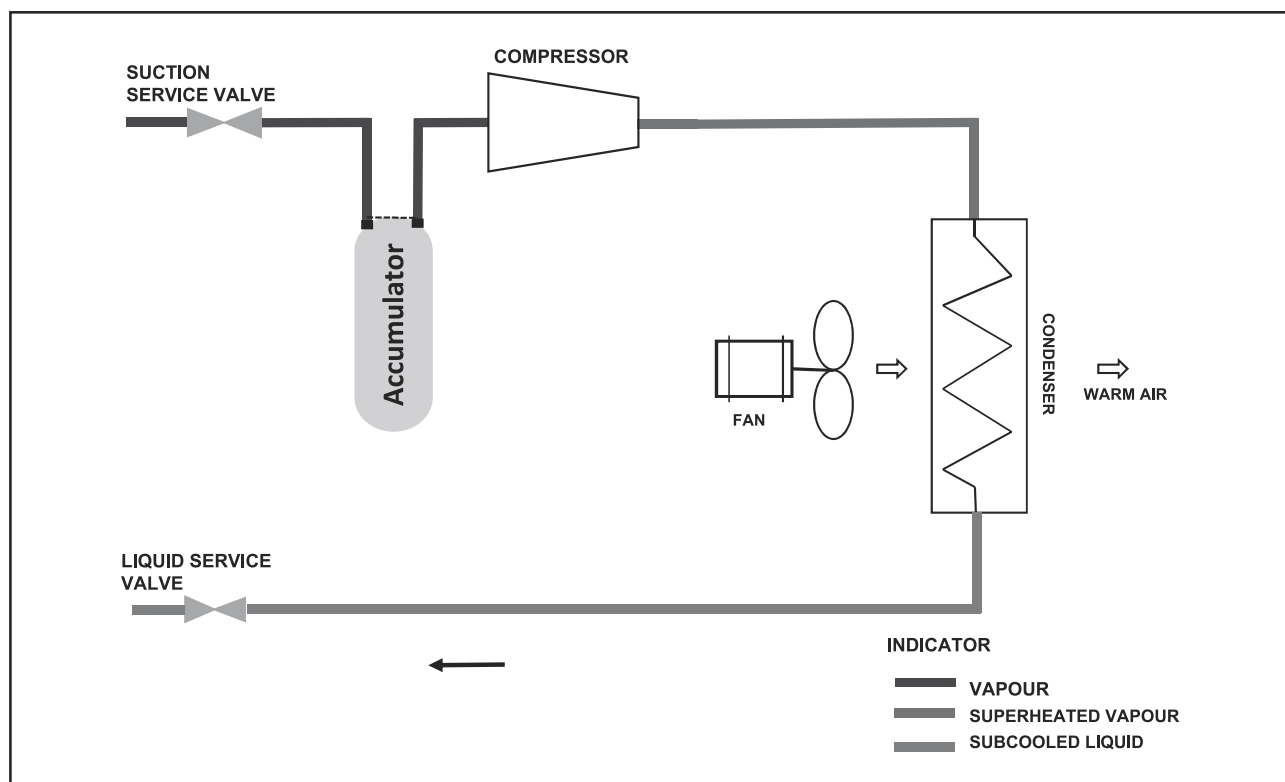 COMPRESSOR
SUCTION
SERVICE VALVE
Accumulator
CONDENSER
FAN
WARM AIR
LIQUID SERVICE
VALVE
INDICATOR
VAPOUR
SUPERHEATED VAPOUR
SUBCOOLED LIQUID